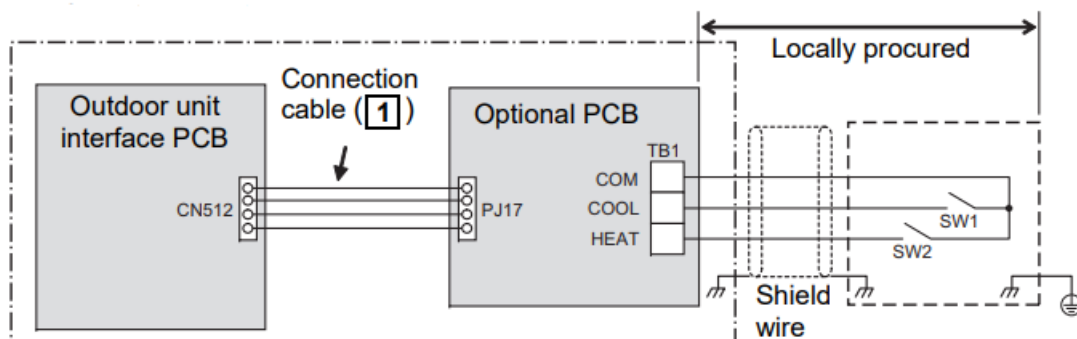 Locally procured
Connection
cable (1)
Outdoor unit
interface PCB
Optional PCB
TB1
COM
CN512
PJ17
COOL
SW1
HEAT
SW2
Shield
wire